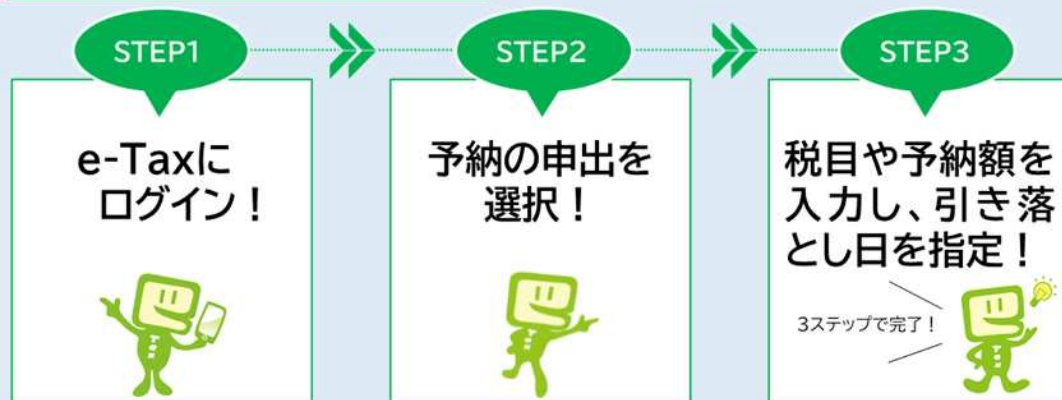 STEP1
STEP2
STEP3
e-Taxに
ログイン！
予納の申出を
選択！
税目や予納額を
入力し、引き落
とし日を指定！
3ステップで完了！